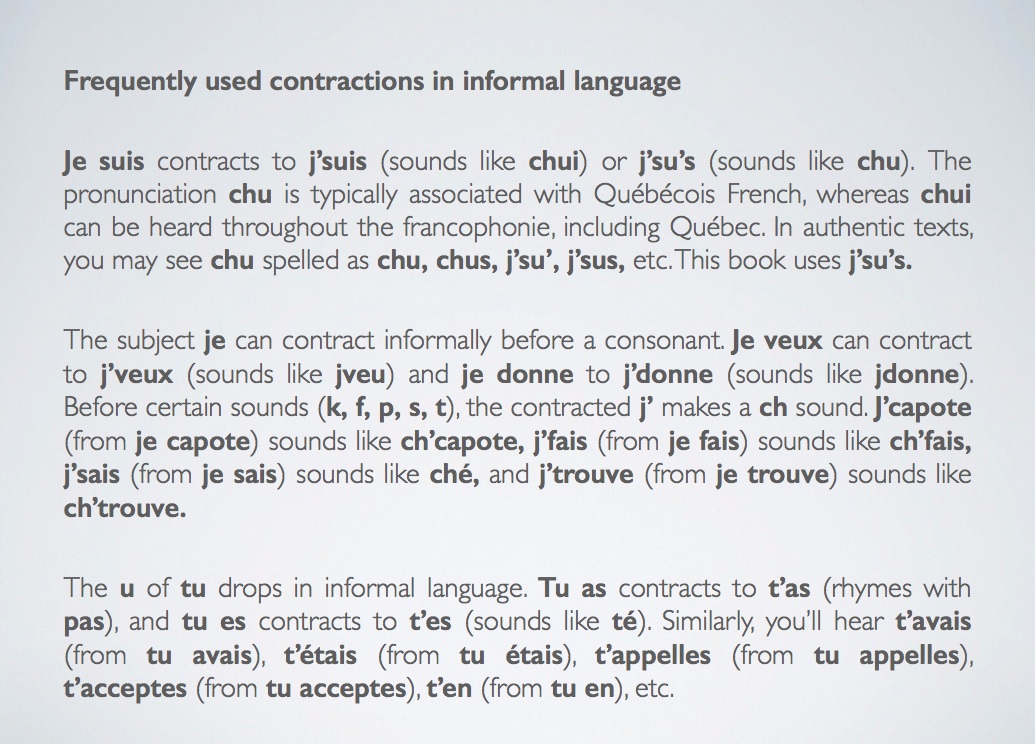 Frequently used contractions in informal language
Je suis contracts to j’suis (sounds like chui) or j’su’s (sounds like chu). The
pronunciation chu is typically associated with Québécois French, whereas chui
can be heard throughout the francophonie, including Québec. In authentic texts,
you may see chu spelled as chu, chus, j’su’, j’sus, etc. This book uses j’su’s.
The subject je can contract informally before a consonant. Je veux can contract
to j’veux (sounds like jveu) and je donne to j’donne (sounds like jdonne).
Before certain sounds (k, f, p, s, t), the contracted j’ makes a ch sound. J’capote
(from je capote) sounds like ch’capote, j’fais (from je fais) sounds like ch’fais,
j’sais (from je sais) sounds like ché, and j’trouve (from je trouve) sounds like
ch’trouve.
The u of tu drops in informal language. Tu as contracts to t’as (rhymes with
pas), and tu es contracts to t’es (sounds like té). Similarly, you’ll hear t’avais
(from tu avais), t’étais (from tu étais), t’appelles (from tu appelles),
t’acceptes (from tu acceptes), t’en (from tu en), etc.